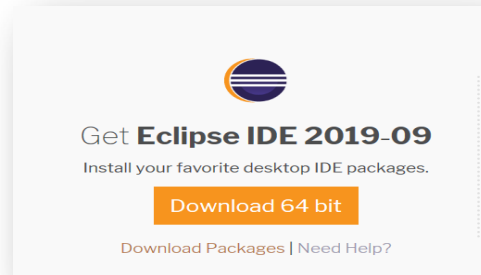 Get Eclipse IDE 2019-09
Install your favorite desktop IDE packages.
Download 64 bit
Download Packages | Need Help?